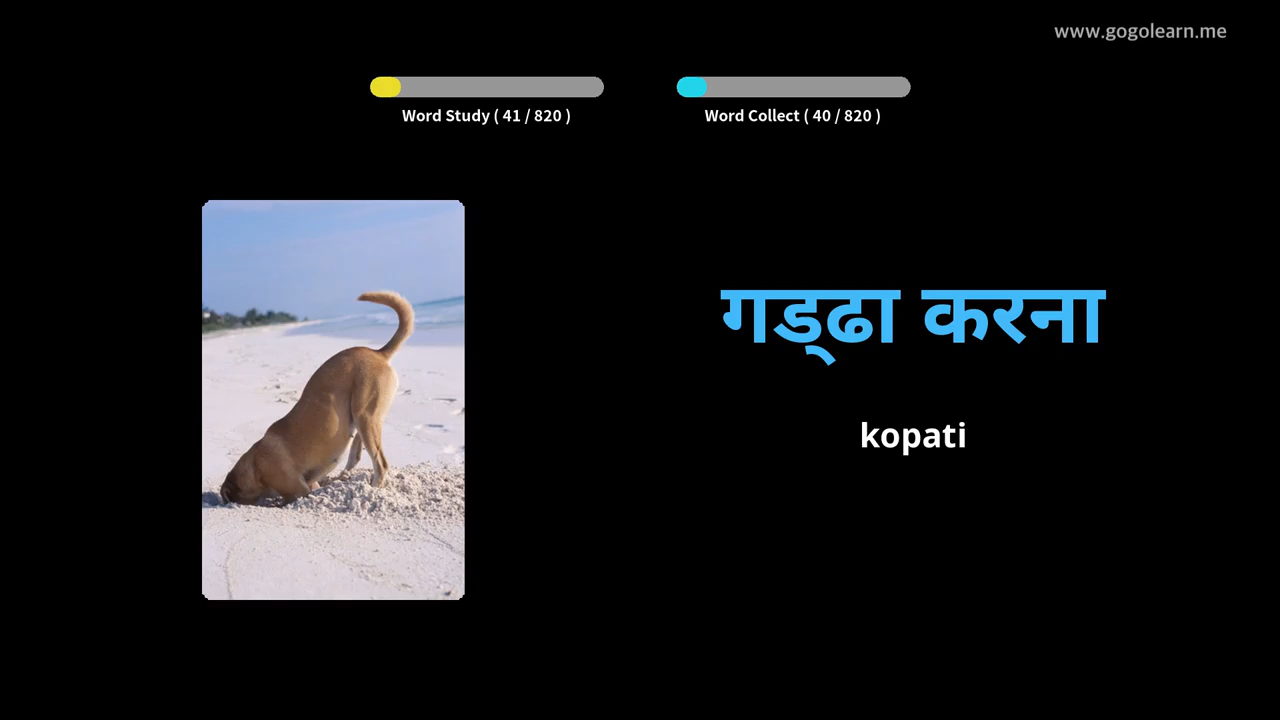 www.gogolearn.me
Word Study ( 41 / 820 )
Word Collect ( 40 / 820 )
गड्ढा करना
kopati